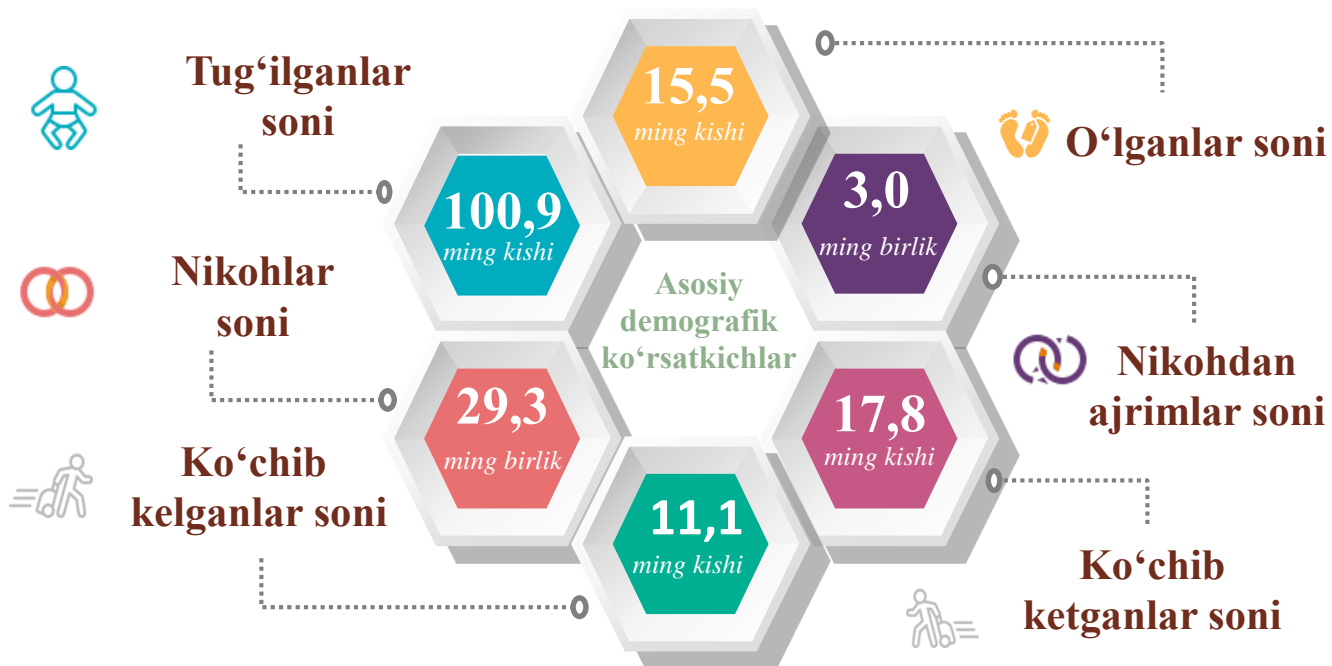 Tug‘ilganlar
soni
100,9
ming kishi
15,5
ming kishi
O‘lganlar soni
Nikohlar
soni
29,3
ming birlik
3,0
ming birlik
Nikohdan
ajrimlar soni
Asosiy
demografik
ko‘rsatkichlar
Ko‘chib
kelganlar soni
11,1
ming kishi
17,8
ming kishi
Ko‘chib
ketganlar soni